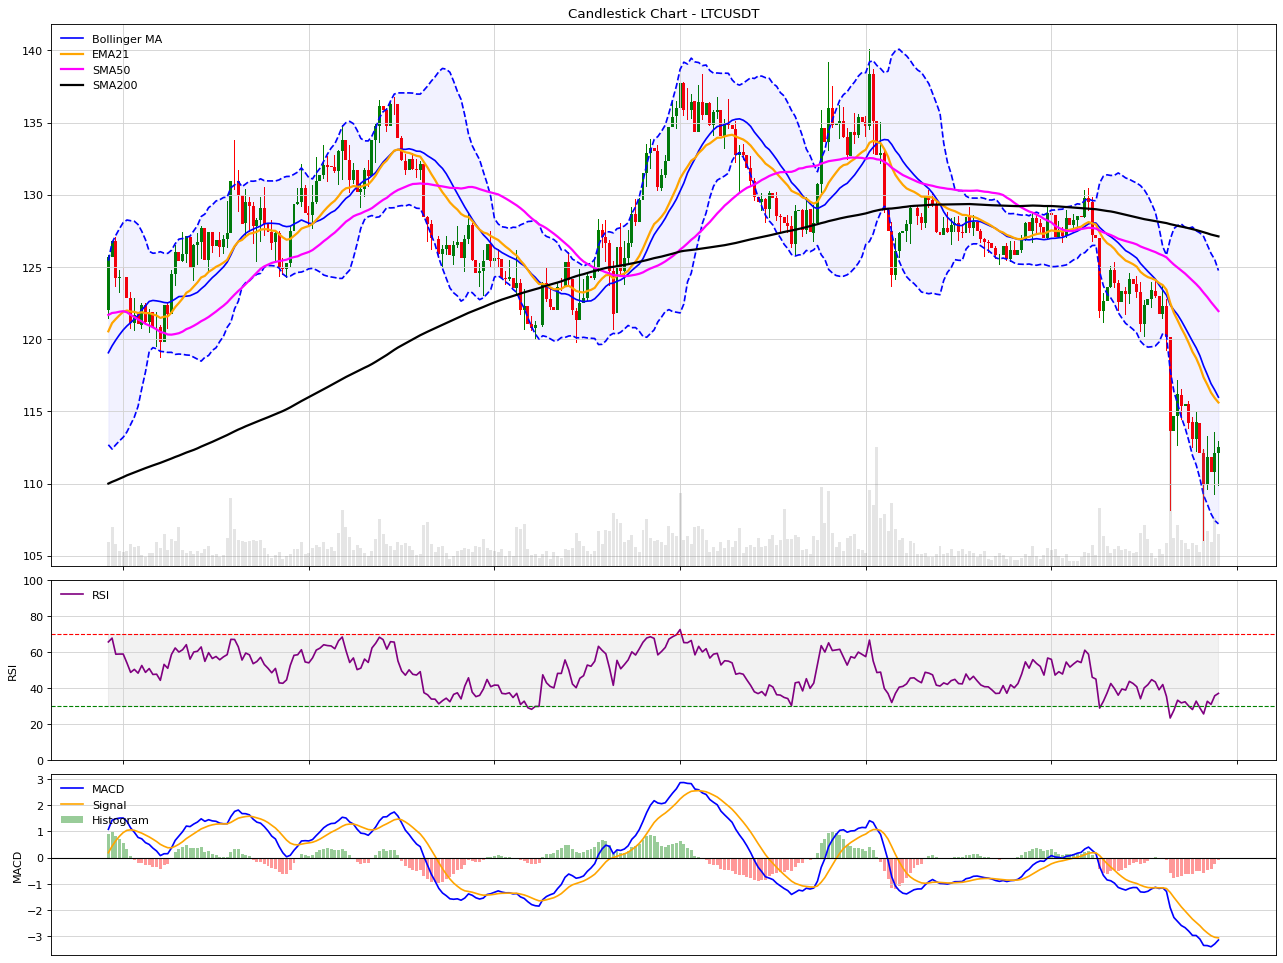 Candlestick Chart - LTCUSDT
Bollinger MA
EMA21
SMA50
SMA200
140
135
130
125
120
115
110
105
RSI
100
80
60
40
20
0
RSI
MACD
Signal
Histogram
3
2
1
0
−1
−2
−3
MACD